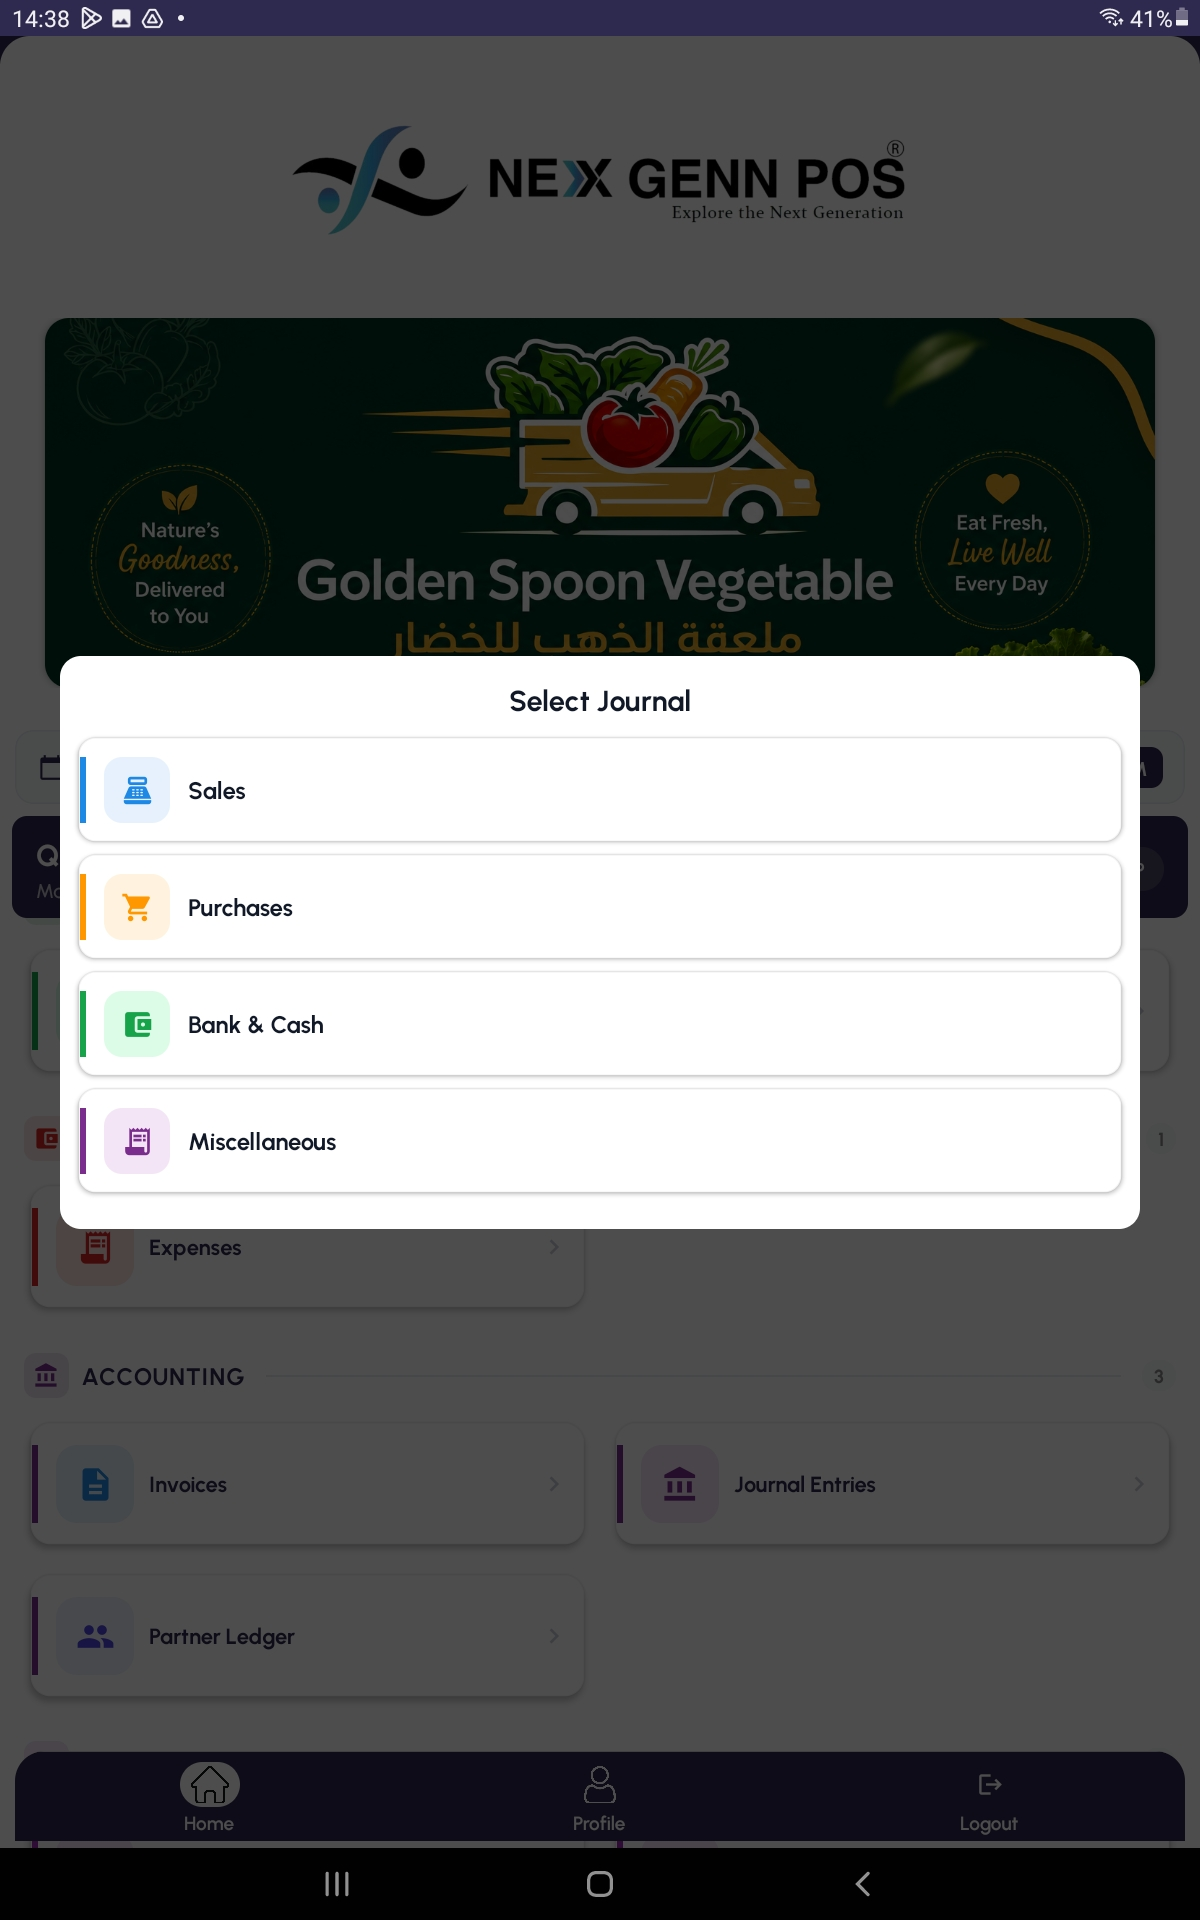 14:38
41%
NEXX GENN POS®
Explore the Next Generation
Nature's
Goodness,
Delivered
to You
Eat Fresh,
Live Well
Every Day
Golden Spoon Vegetable
ملعقة الذهب للخضار
Select Journal
Sales
Purchases
Bank & Cash
Miscellaneous
1
Expenses
ACCOUNTING
3
Invoices
Journal Entries
Partner Ledger
Home
Profile
Logout